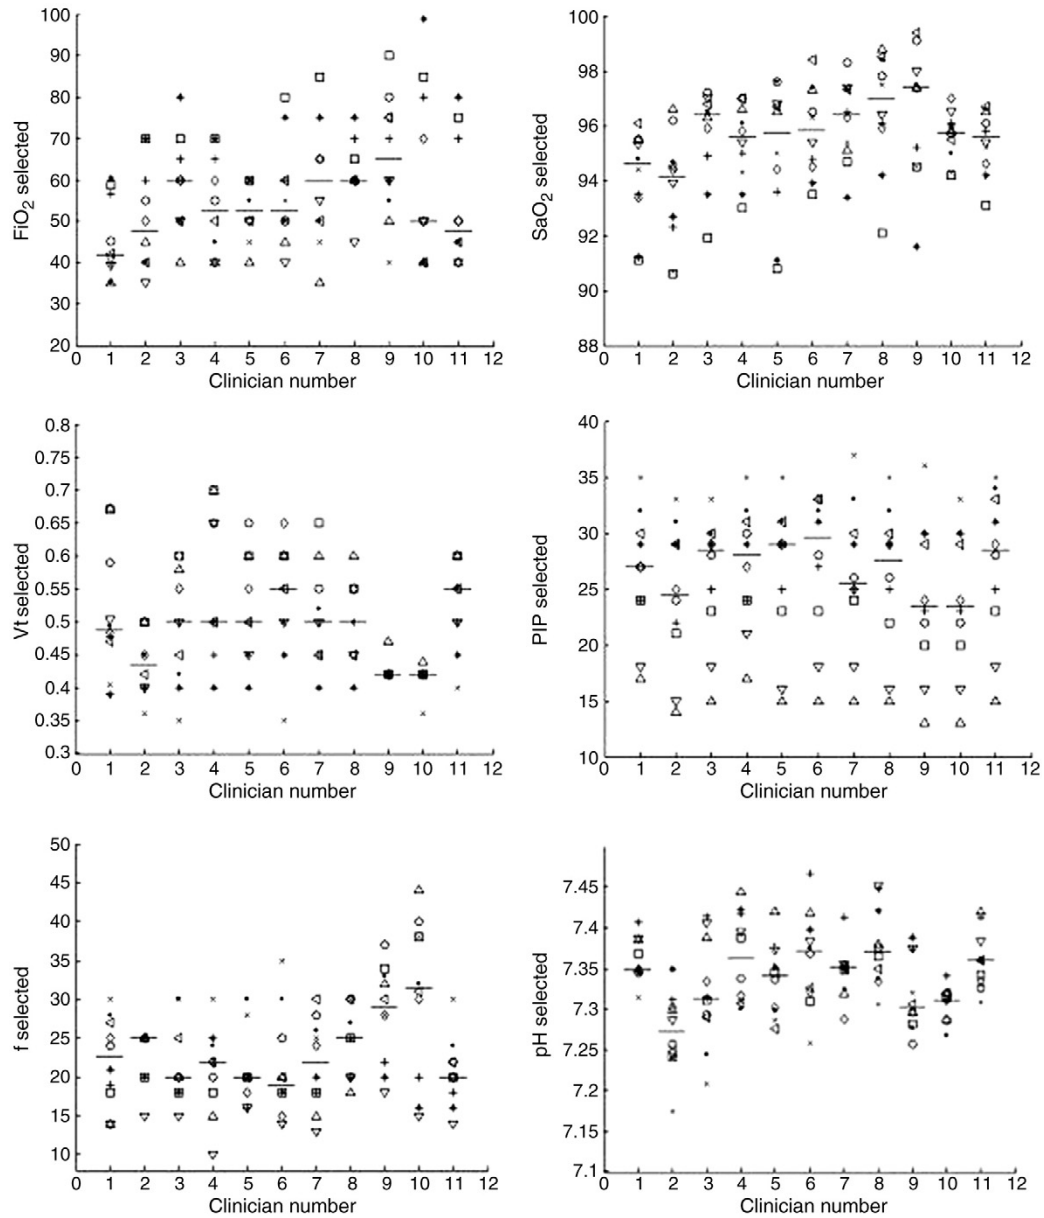 100
90
80
70
60
50
40
30
20
FiO2 selected
0 1 2 3 4 5 6 7 8 9 10 11 12
Clinician number
100
98
96
94
92
90
88
SaO2 selected
0 1 2 3 4 5 6 7 8 9 10 11 12
Clinician number
0.8
0.75
0.7
0.65
0.6
0.55
0.5
0.45
0.4
0.35
0.3
Vt selected
0 1 2 3 4 5 6 7 8 9 10 11 12
Clinician number
40
35
30
25
20
15
10
PIP selected
0 1 2 3 4 5 6 7 8 9 10 11 12
Clinician number
50
45
40
35
30
25
20
15
10
f selected
0 1 2 3 4 5 6 7 8 9 10 11 12
Clinician number
7.45
7.4
7.35
7.3
7.25
7.2
7.15
7.1
pH selected
0 1 2 3 4 5 6 7 8 9 10 11 12
Clinician number